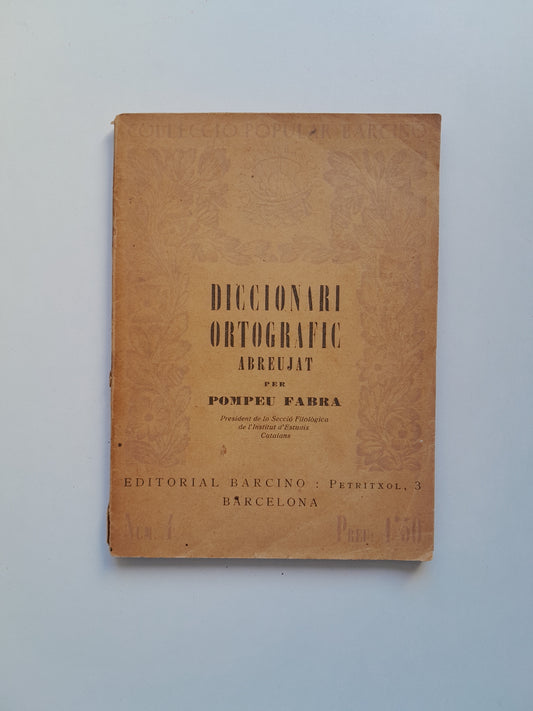 COL·LECCIÓ POPULAR BARCINO
DICCIONARI
ORTOGRAFIC
ABREUJAT
PER
POMPEU FABRA
President de la Secció Filològica
de l'Institut d'Estudis
Catalans
EDITORIAL BARCINO : PETRITXOL, 3
BARCELONA
NÚM. 7
PREU: 1'50